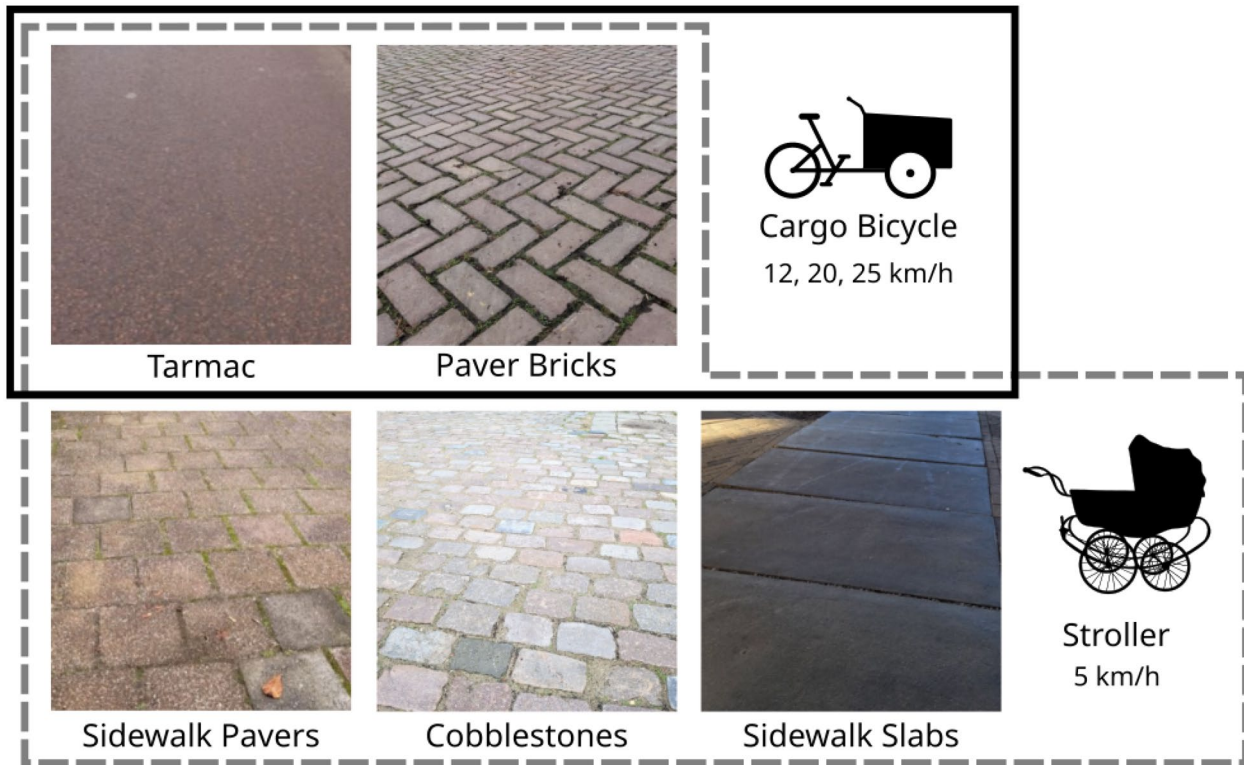 Tarmac
Paver Bricks
Cargo Bicycle
12, 20, 25 km/h
Sidewalk Pavers
Cobblestones
Sidewalk Slabs
Stroller
5 km/h